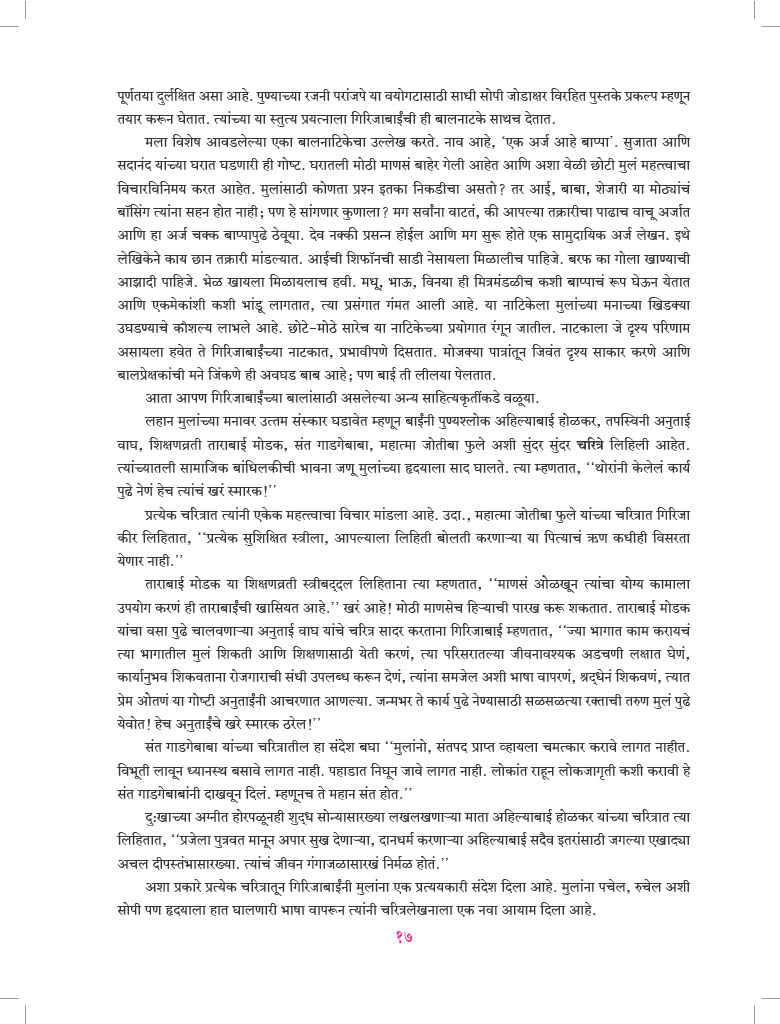 पूर्णतया दुर्लक्षित असा आहे. पुण्याच्या रजनी परांजपे या वयोगटासाठी साधी सोपी जोडाक्षर विरहित पुस्तके प्रकल्प म्हणून
तयार करून घेतात. त्यांच्या या स्तुत्य प्रयत्नाला गिरिजाबाईंची ही बालनाटके साथच देतात.
मला विशेष आवडलेल्या एका बालनाटिकेचा उल्लेख करते. नाव आहे, ‘एक अर्ज आहे बाप्पा’. सुजाता आणि
सदानंद यांच्या घरात घडणारी ही गोष्ट. घरातली मोठी माणसं बाहेर गेली आहेत आणि अशा वेळी छोटी मुलं महत्त्वाचा
विचारविनिमय करत आहेत. मुलांसाठी कोणता प्रश्न इतका निकडीचा असतो? तर आई, बाबा, शेजारी या मोठ्यांचं
बॉसिंग त्यांना सहन होत नाही; पण हे सांगणार कुणाला? मग सर्वांना वाटतं, की आपल्या तक्रारीचा पाढाच वाचू अर्जात
आणि हा अर्ज चक्क बाप्पापुढे ठेवूया. देव नक्की प्रसन्न होईल आणि मग सुरू होते एक सामुदायिक अर्ज लेखन. इथे
लेखिकेने काय छान तक्रारी मांडल्यात. आईची शिफॉनची साडी नेसायला मिळालीच पाहिजे. बरफ का गोला खाण्याची
आझादी पाहिजे. भेळ खायला मिळायलाच हवी. मधू, भाऊ, विनया ही मित्रमंडळीच कशी बाप्पाचं रूप घेऊन येतात
आणि एकमेकांशी कशी भांडू लागतात, त्या प्रसंगात गंमत आली आहे. या नाटिकेला मुलांच्या मनाच्या खिडक्या
उघडण्याचे कौशल्य लाभले आहे. छोटे-मोठे सारेच या नाटिकेच्या प्रयोगात रंगून जातील. नाटकाला जे दृश्य परिणाम
असायला हवेत ते गिरिजाबाईंच्या नाटकात, प्रभावीपणे दिसतात. मोजक्या पात्रांतून जिवंत दृश्य साकार करणे आणि
बालप्रेक्षकांची मने जिंकणे ही अवघड बाब आहे; पण बाई ती लीलया पेलतात.
आता आपण गिरिजाबाईंच्या बालांसाठी असलेल्या अन्य साहित्यकृतींकडे वळूया.
लहान मुलांच्या मनावर उत्तम संस्कार घडावेत म्हणून बाईंनी पुण्यश्लोक अहिल्याबाई होळकर, तपस्विनी अनुताई
वाघ, शिक्षणव्रती ताराबाई मोडक, संत गाडगेबाबा, महात्मा जोतीबा फुले अशी सुंदर सुंदर चरित्रे लिहिली आहेत.
त्यांच्यातली सामाजिक बांधिलकीची भावना जणू मुलांच्या हृदयाला साद घालते. त्या म्हणतात, ‘‘थोरांनी केलेलं कार्य
पुढे नेणं हेच त्यांचं खरं स्मारक!’’
प्रत्येक चरित्रात त्यांनी एकेक महत्त्वाचा विचार मांडला आहे. उदा., महात्मा जोतीबा फुले यांच्या चरित्रात गिरिजा
कीर लिहितात, ‘‘प्रत्येक सुशिक्षित स्त्रीला, आपल्याला लिहिती बोलती करणाऱ्या या पित्याचं ऋण कधीही विसरता
येणार नाही.’’
ताराबाई मोडक या शिक्षणव्रती स्त्रीबद्दल लिहिताना त्या म्हणतात, ‘‘माणसं ओळखून त्यांचा योग्य कामाला
उपयोग करणं ही ताराबाईंची खासियत आहे.’’ खरं आहे! मोठी माणसेच हिऱ्याची पारख करू शकतात. ताराबाई मोडक
यांचा वसा पुढे चालवणाऱ्या अनुताई वाघ यांचे चरित्र सादर करताना गिरिजाबाई म्हणतात, ‘‘ज्या भागात काम करायचं
त्या भागातील मुलं शिकती आणि शिक्षणासाठी येती करणं, त्या परिसरातल्या जीवनावश्यक अडचणी लक्षात घेणं,
कार्यानुभव शिकवताना रोजगाराची संधी उपलब्ध करून देणं, त्यांना समजेल अशी भाषा वापरणं, श्रद्धेनं शिकवणं, त्यात
प्रेम ओतणं या गोष्टी अनुताईंनी आचरणात आणल्या. जन्मभर ते कार्य पुढे नेण्यासाठी सळसळत्या रक्ताची तरुण मुलं पुढे
येवोत! हेच अनुताईंचे खरे स्मारक ठरेल!’’
संत गाडगेबाबा यांच्या चरित्रातील हा संदेश बघा ‘‘मुलांनो, संतपद प्राप्त व्हायला चमत्कार करावे लागत नाहीत.
विभूती लावून ध्यानस्थ बसावे लागत नाही. पहाडात निघून जावे लागत नाही. लोकांत राहून लोकजागृती कशी करावी हे
संत गाडगेबाबांनी दाखवून दिलं. म्हणूनच ते महान संत होत.’’
दुःखाच्या अग्नीत होरपळूनही शुद्ध सोन्यासारख्या लखलखणाऱ्या माता अहिल्याबाई होळकर यांच्या चरित्रात त्या
लिहितात, ‘‘प्रजेला पुत्रवत मानून अपार सुख देणाऱ्या, दानधर्म करणाऱ्या अहिल्याबाई सदैव इतरांसाठी जगल्या एखाद्या
अचल दीपस्तंभासारख्या. त्यांचं जीवन गंगाजळासारखं निर्मळ होतं.’’
अशा प्रकारे प्रत्येक चरित्रातून गिरिजाबाईंनी मुलांना एक प्रत्ययकारी संदेश दिला आहे. मुलांना पचेल, रुचेल अशी
सोपी पण हृदयाला हात घालणारी भाषा वापरून त्यांनी चरित्रलेखनाला एक नवा आयाम दिला आहे.
१७